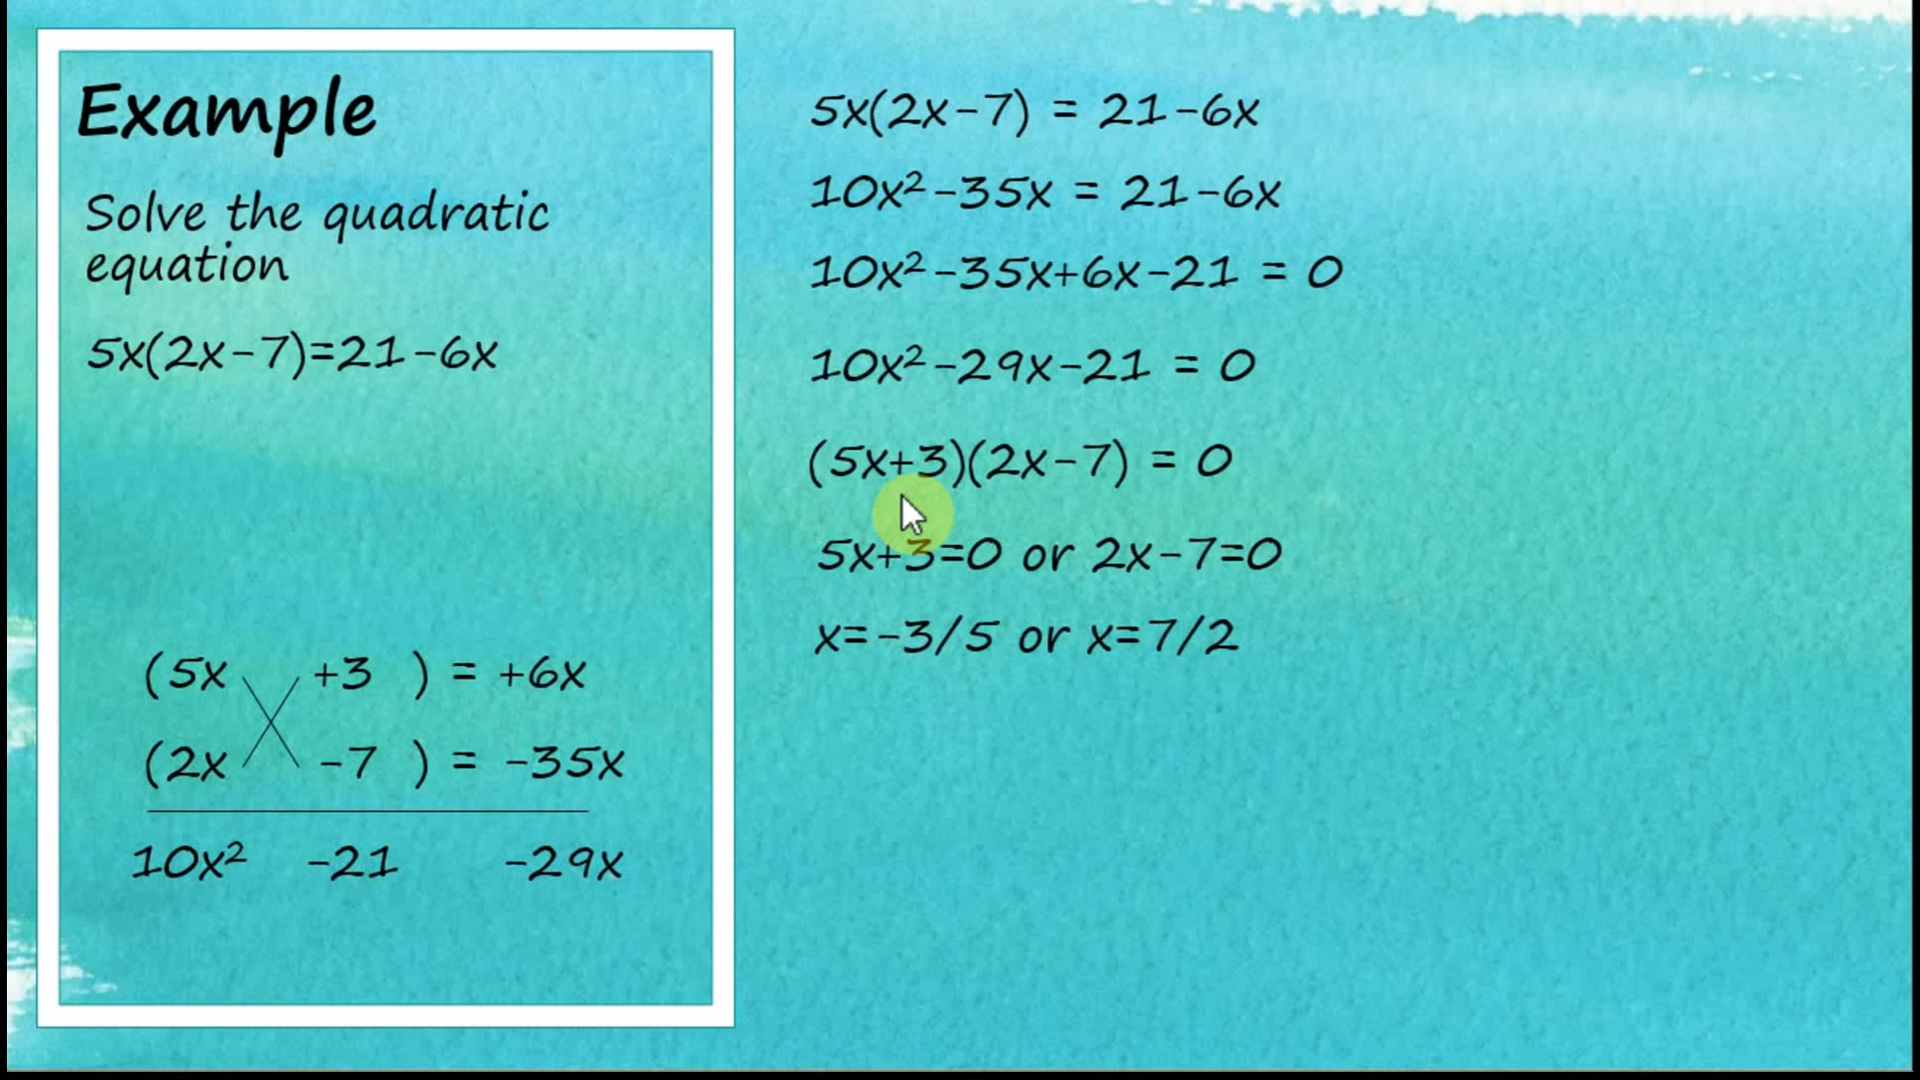 Example
Solve the quadratic
equation
5x(2x-7)=21-6x
(5x +3 ) = +6x
(2x -7 ) = -35x
10x² -21 -29x
5x(2x-7) = 21-6x
10x²-35x = 21-6x
10x²-35x+6x-21 = 0
10x²-29x-21 = 0
(5x+3)(2x-7) = 0
5x+3=0 or 2x-7=0
x=-3/5 or x=7/2